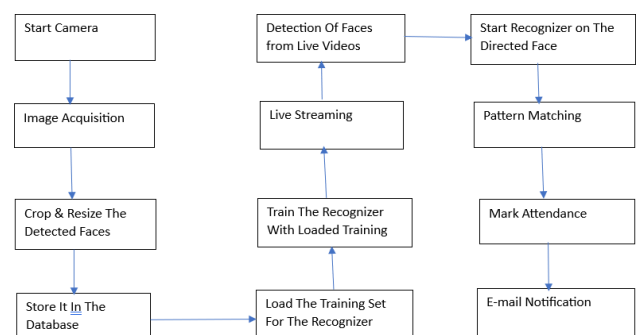 Start Camera
Image Acquisition
Crop & Resize The
Detected Faces
Store It In The
Database
Load The Training Set
For The Recognizer
Train The Recognizer
With Loaded Training
Live Streaming
Detection Of Faces
from Live Videos
Start Recognizer on The
Directed Face
Pattern Matching
Mark Attendance
E-mail Notification